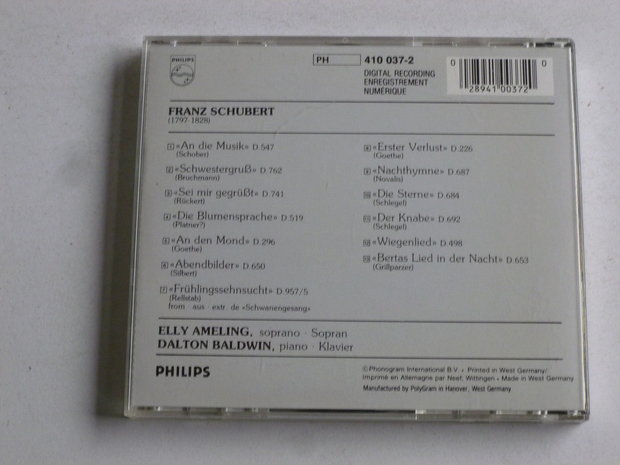 PHILIPS
PH 410 037-2
DIGITAL RECORDING
ENREGISTREMENT
NUMÉRIQUE
0 0
28941 00372
FRANZ SCHUBERT
(1797-1828)
1 «An die Musik» D.547
(Schober)
2 «Schwestergruß» D.762
(Bruchmann)
3 «Sei mir gegrüßt» D.741
(Rückert)
4 «Die Blumensprache» D.519
(Platner?)
5 «An den Mond» D.296
(Goethe)
6 «Abendbilder» D.650
(Silbert)
7 «Frühlingssehnsucht» D.957/5
(Rellstab)
from · aus · extr. de «Schwanengesang»
8 «Erster Verlust» D.226
(Goethe)
9 «Nachthymne» D.687
(Novalis)
10 «Die Sterne» D.684
(Schlegel)
11 «Der Knabe» D.692
(Schlegel)
12 «Wiegenlied» D.498
13 «Bertas Lied in der Nacht» D.653
(Grillparzer)
ELLY AMELING, soprano · Sopran
DALTON BALDWIN, piano · Klavier
PHILIPS
Ⓟ Phonogram International B.V. • Printed in West Germany/
Imprimé en Allemagne par Neef, Wittingen • Made in West Germany
Manufactured by PolyGram in Hanover, West Germany